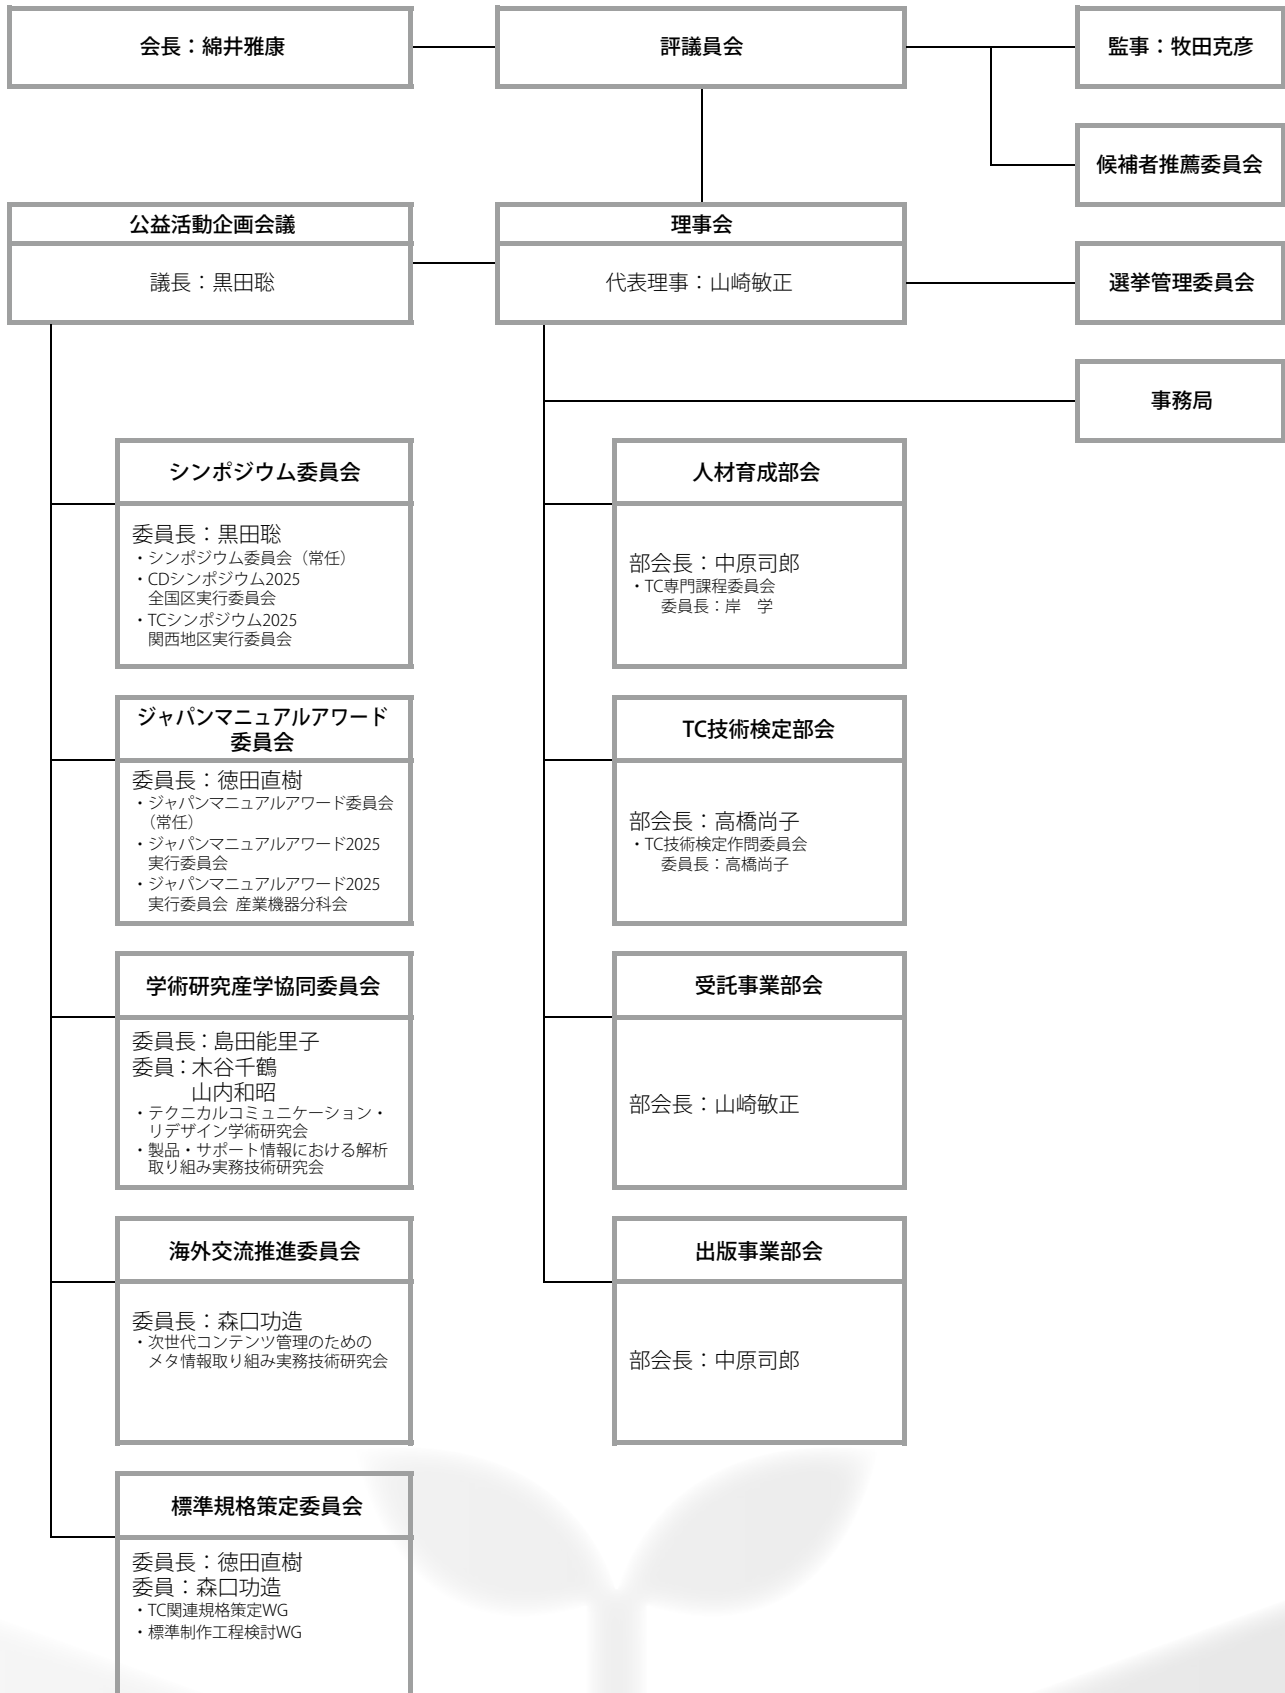 会長：綿井雅康
評議員会
監事：牧田克彦
候補者推薦委員会
公益活動企画会議
議長：黒田聡
理事会
代表理事：山崎敏正
選挙管理委員会
事務局
シンポジウム委員会
委員長：黒田聡
・シンポジウム委員会（常任）
・CDシンポジウム2025
全国区実行委員会
・TCシンポジウム2025
関西地区実行委員会
人材育成部会
部会長：中原司郎
・TC専門課程委員会
委員長：岸　学
ジャパンマニュアルアワード
委員会
委員長：徳田直樹
・ジャパンマニュアルアワード委員会
（常任）
・ジャパンマニュアルアワード2025
実行委員会
・ジャパンマニュアルアワード2025
実行委員会 産業機器分科会
TC技術検定部会
部会長：高橋尚子
・TC技術検定作問委員会
委員長：高橋尚子
学術研究産学協同委員会
委員長：島田能里子
委員：木谷千鶴
山内和昭
・テクニカルコミュニケーション・
リデザイン学術研究会
・製品・サポート情報における解析
取り組み実務技術研究会
受託事業部会
部会長：山崎敏正
海外交流推進委員会
委員長：森口功造
・次世代コンテンツ管理のための
メタ情報取り組み実務技術研究会
出版事業部会
部会長：中原司郎
標準規格策定委員会
委員長：徳田直樹
委員：森口功造
・TC関連規格策定WG
・標準制作工程検討WG